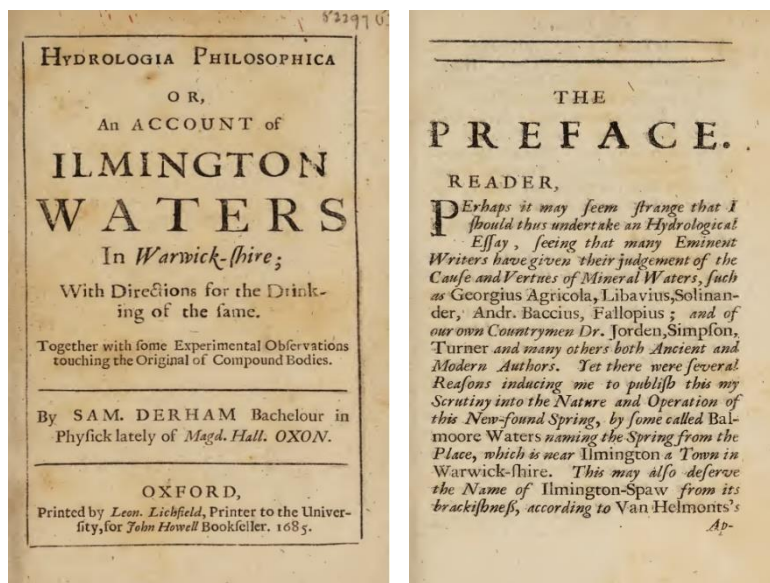 HYDROLOGIA PHILOSOPHICA
OR,
An ACCOUNT of
ILMINGTON
WATERS
In Warwick-ſhire;
With Directions for the Drink-
ing of the ſame.
Together with ſome Experimental Obſervations
touching the Original of Compound Bodies.
By SAM. DERHAM Bachelour in
Phyſick lately of Magd. Hall. OXON.
OXFORD,
Printed by Leon. Lichfield, Printer to the Univer-
ſity, for John Howell Bookſeller. 1685.
THE
PREFACE.
READER,
PErhaps it may ſeem ſtrange that I
ſhould thus undertake an Hydrological
Eſſay, ſeeing that many Eminent
Writers have given their judgement of the
Cauſe and Vertues of Mineral Waters, ſuch
as Georgius Agricola, Libavius, Solinan-
der, Andr. Baccius, Fallopius; and of
our own Countrymen Dr. Jorden, Simpſon,
Turner and many others both Ancient and
Modern Authors. Yet there were ſeveral
Reaſons inducing me to publiſh this my
Scrutiny into the Nature and Operation of
this New-found Spring, by ſome called Bal-
moore Waters naming the Spring from the
Place, which is near Ilmington a Town in
Warwick-ſhire. This may alſo deſerve
the Name of Ilmington-Spaw from its
brackiſhneſs, according to Van Helmonts's
Ap-